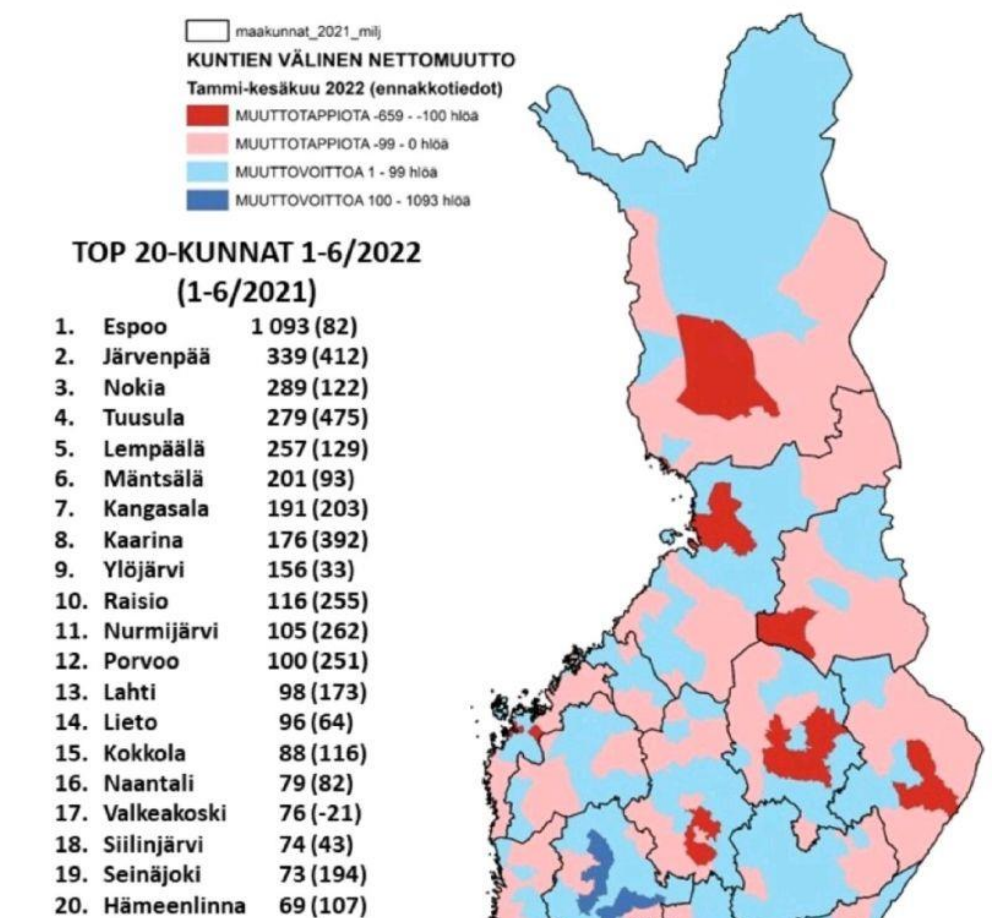 maakunnat_2021_milj
KUNTIEN VÄLINEN NETTOMUUTTO
Tammi-kesäkuu 2022 (ennakkotiedot)
MUUTTOTAPPIOTA -659 - -100 hlöä
MUUTTOTAPPIOTA -99 - 0 hlöä
MUUTTOVOITTOA 1 - 99 hlöä
MUUTTOVOITTOA 100 - 1093 hlöä
TOP 20-KUNNAT 1-6/2022
(1-6/2021)
1. Espoo 1 093 (82)
2. Järvenpää 339 (412)
3. Nokia 289 (122)
4. Tuusula 279 (475)
5. Lempäälä 257 (129)
6. Mäntsälä 201 (93)
7. Kangasala 191 (203)
8. Kaarina 176 (392)
9. Ylöjärvi 156 (33)
10. Raisio 116 (255)
11. Nurmijärvi 105 (262)
12. Porvoo 100 (251)
13. Lahti 98 (173)
14. Lieto 96 (64)
15. Kokkola 88 (116)
16. Naantali 79 (82)
17. Valkeakoski 76 (-21)
18. Siilinjärvi 74 (43)
19. Seinäjoki 73 (194)
20. Hämeenlinna 69 (107)